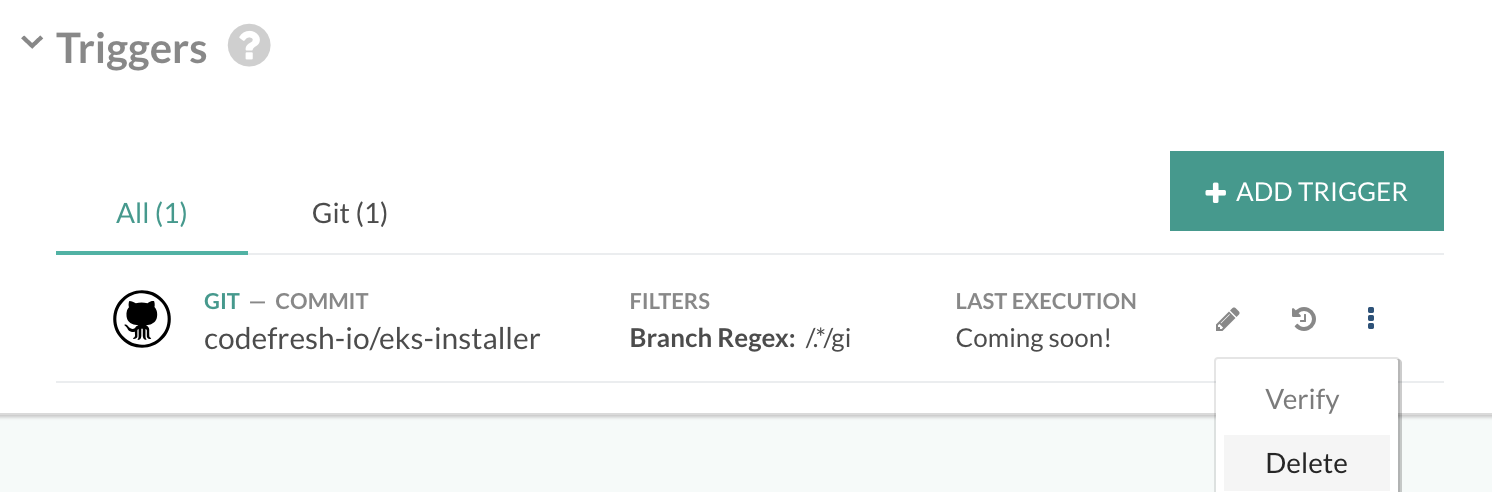 Triggers ?
+ ADD TRIGGER
All (1) Git (1)
GIT — COMMIT FILTERS LAST EXECUTION
codefresh-io/eks-installer Branch Regex: /.*/gi Coming soon!
Verify
Delete